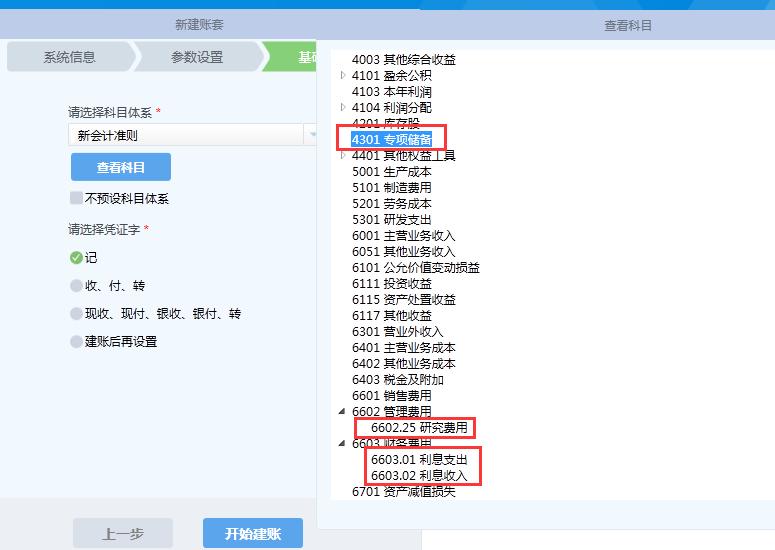 新建账套
系统信息
参数设置
基
请选择科目体系 *
新会计准则
查看科目
不预设科目体系
请选择凭证字 *
记
收、付、转
现收、现付、银收、银付、转
建账后再设置
上一步
开始建账
查看科目
4003 其他综合收益
4101 盈余公积
4103 本年利润
4104 利润分配
4201 库存股
4301 专项储备
4401 其他权益工具
5001 生产成本
5101 制造费用
5201 劳务成本
5301 研发支出
6001 主营业务收入
6051 其他业务收入
6101 公允价值变动损益
6111 投资收益
6115 资产处置收益
6117 其他收益
6301 营业外收入
6401 主营业务成本
6402 其他业务成本
6403 税金及附加
6601 销售费用
6602 管理费用
6602.25 研究费用
6603 财务费用
6603.01 利息支出
6603.02 利息收入
6701 资产减值损失